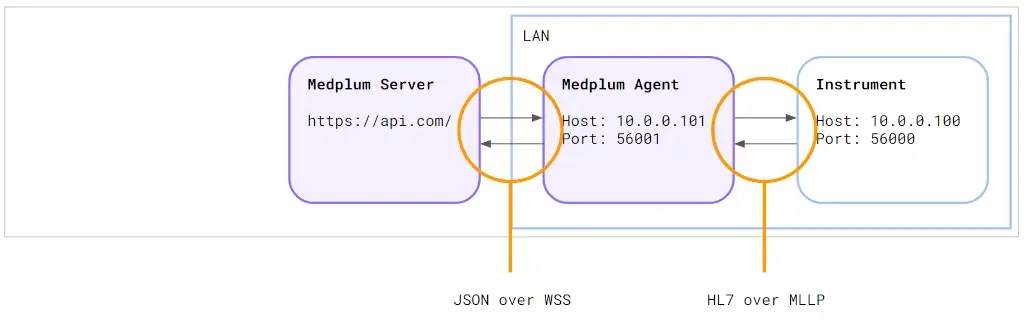 LAN
Medplum Server
https://api.com/
Medplum Agent
Host: 10.0.0.101
Port: 56001
Instrument
Host: 10.0.0.100
Port: 56000
JSON over WSS
HL7 over MLLP